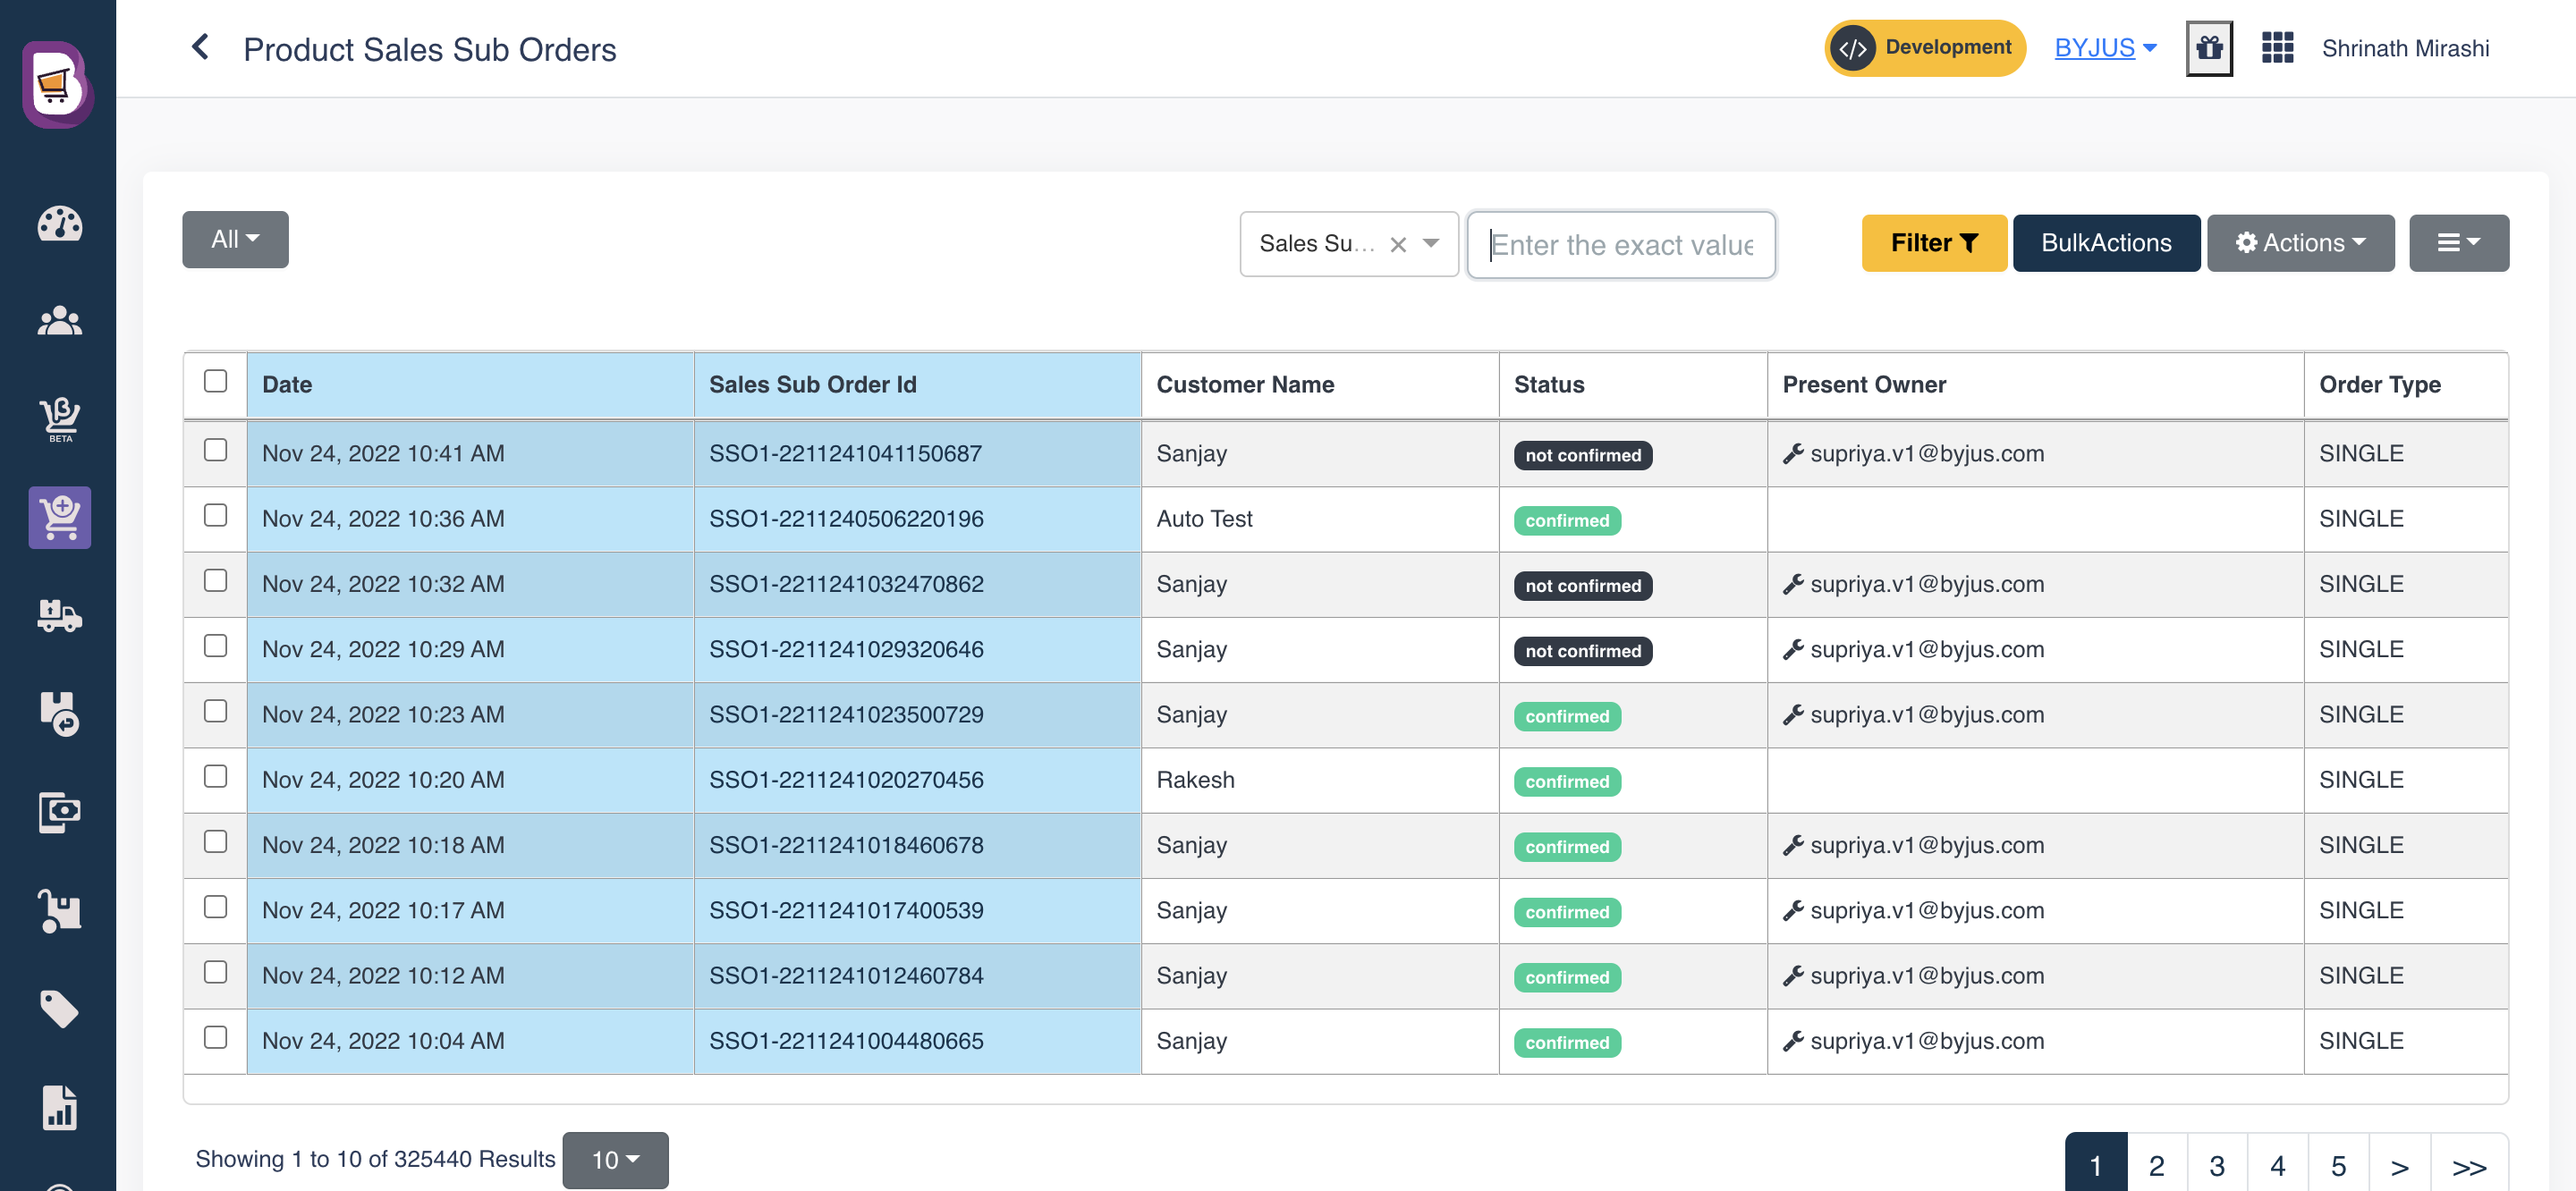 Product Sales Sub Orders
</> Development
BYJUS
Shrinath Mirashi
All
Sales Su...
Enter the exact value
Filter
BulkActions
Actions
Date Sales Sub Order Id Customer Name Status Present Owner Order Type
Nov 24, 2022 10:41 AM SSO1-2211241041150687 Sanjay not confirmed supriya.v1@byjus.com SINGLE
Nov 24, 2022 10:36 AM SSO1-2211240506220196 Auto Test confirmed SINGLE
Nov 24, 2022 10:32 AM SSO1-2211241032470862 Sanjay not confirmed supriya.v1@byjus.com SINGLE
Nov 24, 2022 10:29 AM SSO1-2211241029320646 Sanjay not confirmed supriya.v1@byjus.com SINGLE
Nov 24, 2022 10:23 AM SSO1-2211241023500729 Sanjay confirmed supriya.v1@byjus.com SINGLE
Nov 24, 2022 10:20 AM SSO1-2211241020270456 Rakesh confirmed SINGLE
Nov 24, 2022 10:18 AM SSO1-2211241018460678 Sanjay confirmed supriya.v1@byjus.com SINGLE
Nov 24, 2022 10:17 AM SSO1-2211241017400539 Sanjay confirmed supriya.v1@byjus.com SINGLE
Nov 24, 2022 10:12 AM SSO1-2211241012460784 Sanjay confirmed supriya.v1@byjus.com SINGLE
Nov 24, 2022 10:04 AM SSO1-2211241004480665 Sanjay confirmed supriya.v1@byjus.com SINGLE
Showing 1 to 10 of 325440 Results 10
1 2 3 4 5 > >>
β
BETA